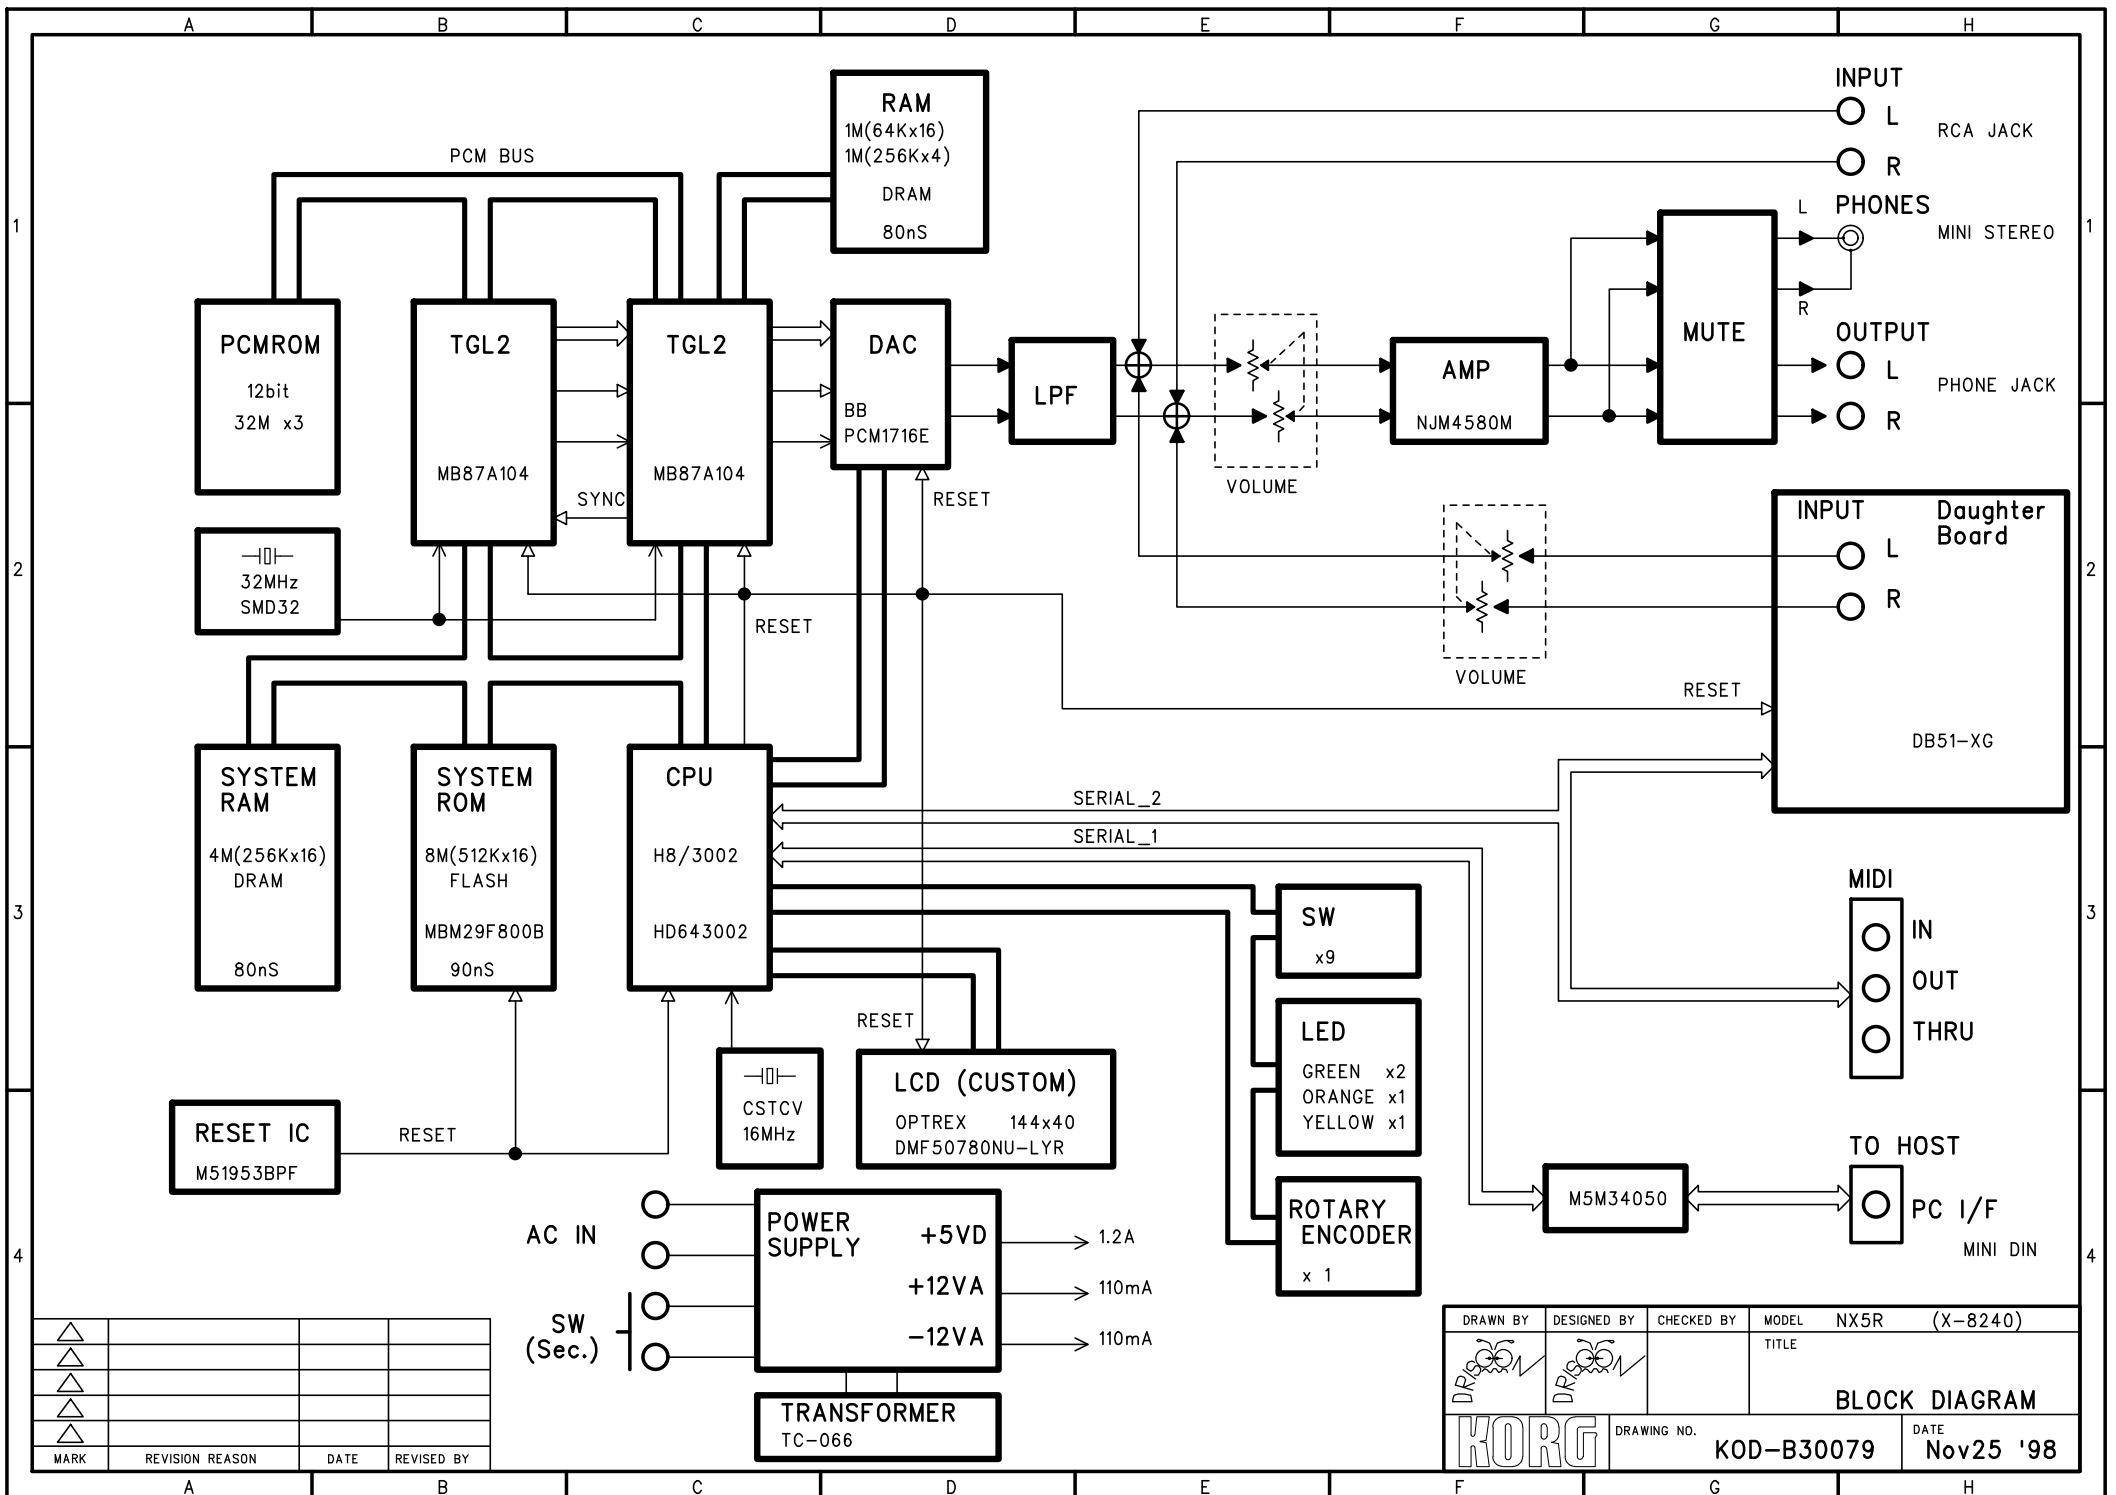 A B C D E F G H
1
2
3
4
1
2
3
4
PCM BUS
RAM
1M(64Kx16)
1M(256Kx4)
DRAM
80nS
INPUT
L
R
RCA JACK
PHONES
L
R
MINI STEREO
OUTPUT
L
R
PHONE JACK
PCMROM
12bit
32M x3
TGL2
MB87A104
TGL2
MB87A104
SYNC
DAC
BB
PCM1716E
RESET
LPF
VOLUME
AMP
NJM4580M
MUTE
32MHz
SMD32
RESET
VOLUME
INPUT
L
R
Daughter
Board
DB51-XG
RESET
SYSTEM
RAM
4M(256Kx16)
DRAM
80nS
SYSTEM
ROM
8M(512Kx16)
FLASH
MBM29F800B
90nS
CPU
H8/3002
HD643002
SERIAL_2
SERIAL_1
SW
x9
LED
GREEN x2
ORANGE x1
YELLOW x1
ROTARY
ENCODER
x 1
MIDI
IN
OUT
THRU
RESET IC
M51953BPF
RESET
CSTCV
16MHz
RESET
LCD (CUSTOM)
OPTREX 144x40
DMF50780NU-LYR
M5M34050
TO HOST
PC I/F
MINI DIN
AC IN
SW
(Sec.)
POWER
SUPPLY
+5VD
+12VA
-12VA
1.2A
110mA
110mA
TRANSFORMER
TC-066
MARK REVISION REASON DATE REVISED BY
DRAWN BY DESIGNED BY CHECKED BY MODEL NX5R (X-8240)
TITLE
BLOCK DIAGRAM
KORG
DRAWING NO.
KOD-B30079
DATE
Nov25 '98
A B C D E F G H